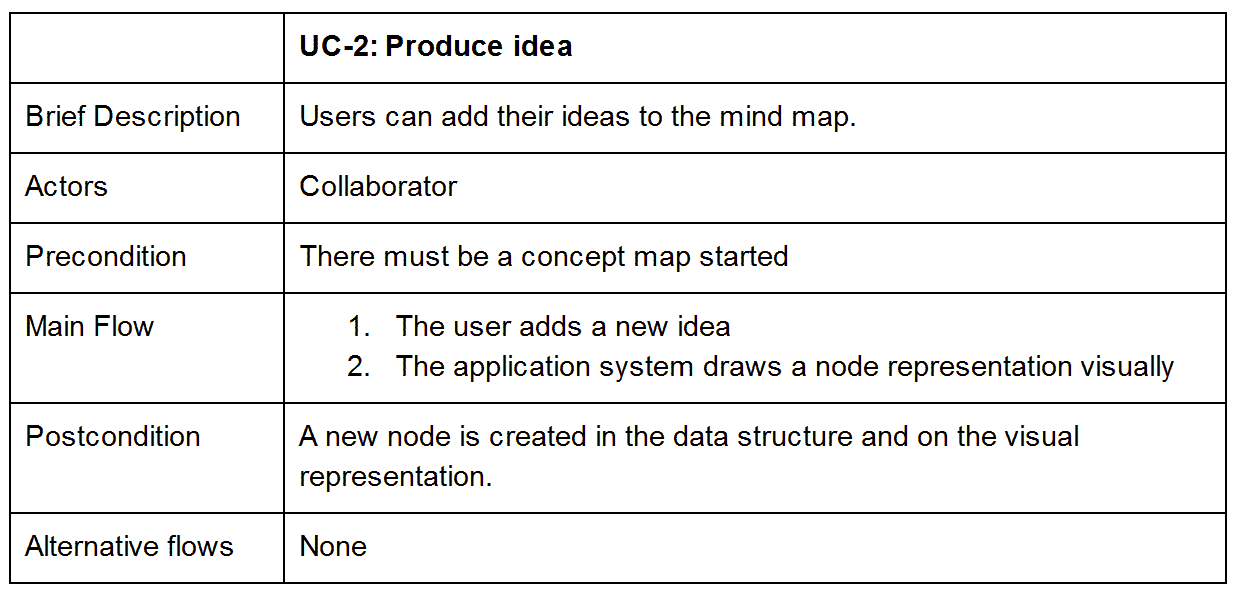 UC-2: Produce idea
Brief Description
Users can add their ideas to the mind map.
Actors
Collaborator
Precondition
There must be a concept map started
Main Flow
1. The user adds a new idea
2. The application system draws a node representation visually
Postcondition
A new node is created in the data structure and on the visual
representation.
Alternative flows
None